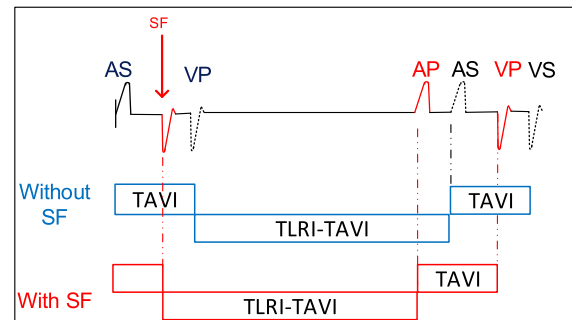 SF
AS VP AP AS VP VS
Without SF
TAVI TAVI
TLRI-TAVI
TAVI
With SF
TLRI-TAVI